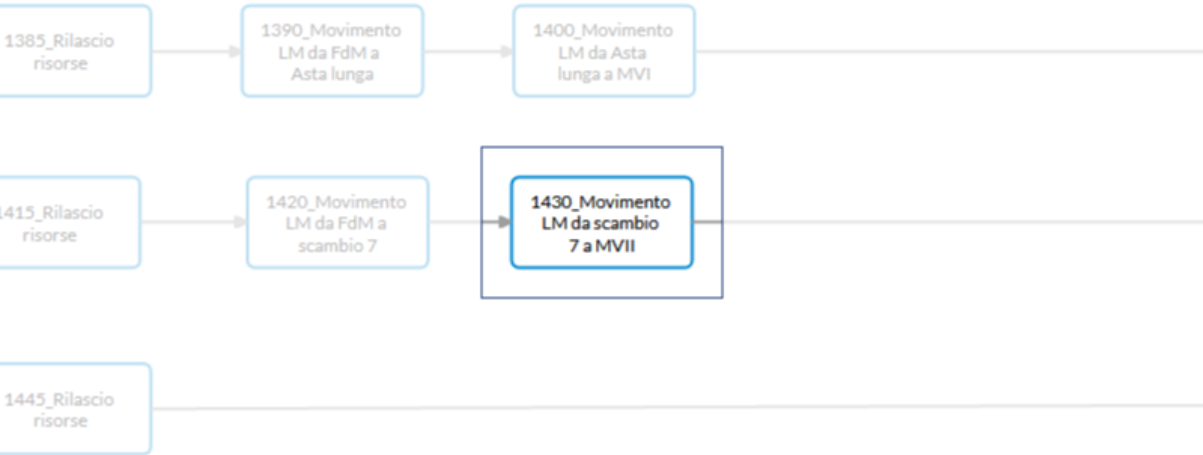 1385_Rilascio
risorse
1390_Movimento
LM da FdM a
Asta lunga
1400_Movimento
LM da Asta
lunga a MVI
1415_Rilascio
risorse
1420_Movimento
LM da FdM a
scambio 7
1430_Movimento
LM da scambio
7 a MVII
1445_Rilascio
risorse